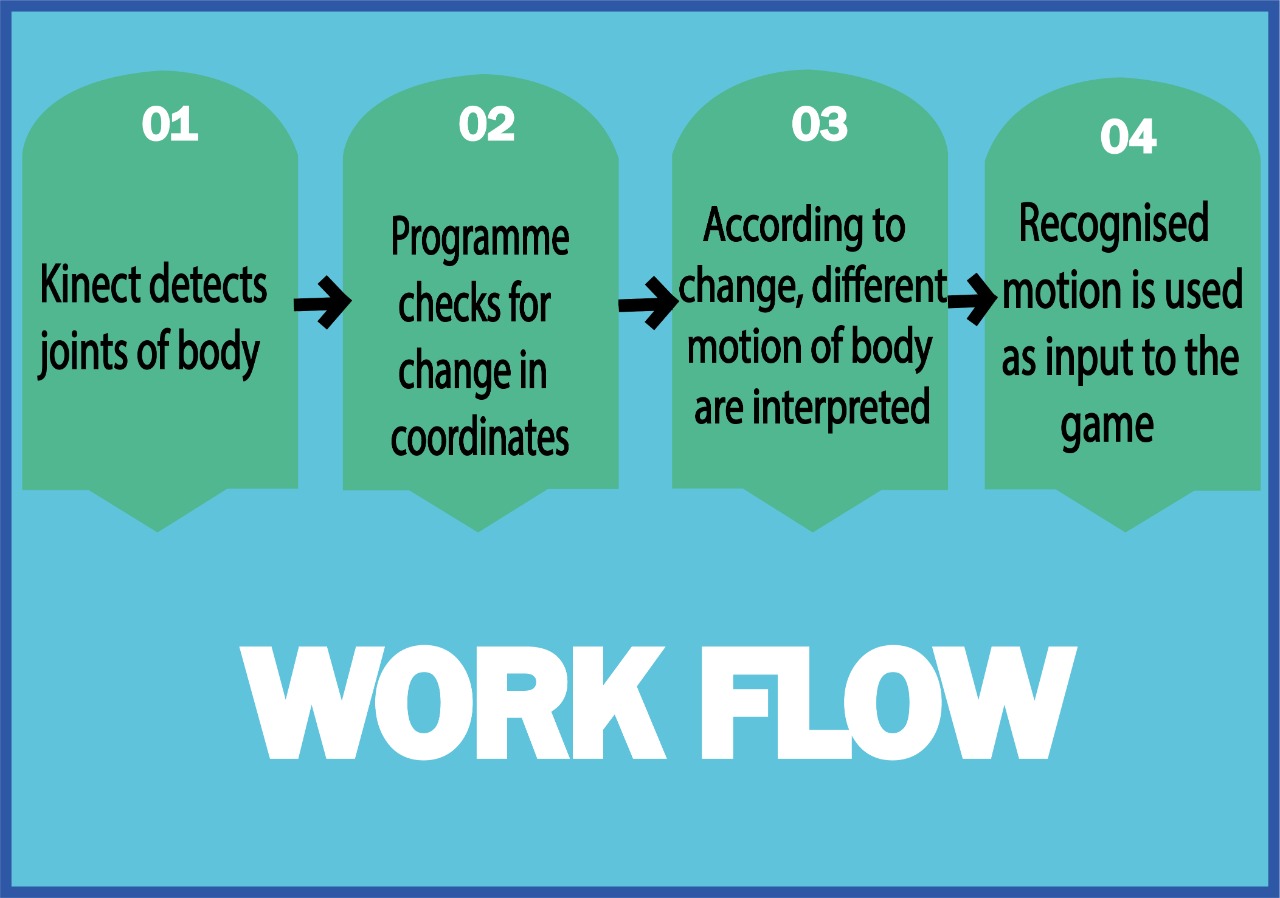 01
Kinect detects
joints of body
02
Programme
checks for
change in
coordinates
03
According to
change, different
motion of body
are interpreted
04
Recognised
motion is used
as input to the
game
WORK FLOW